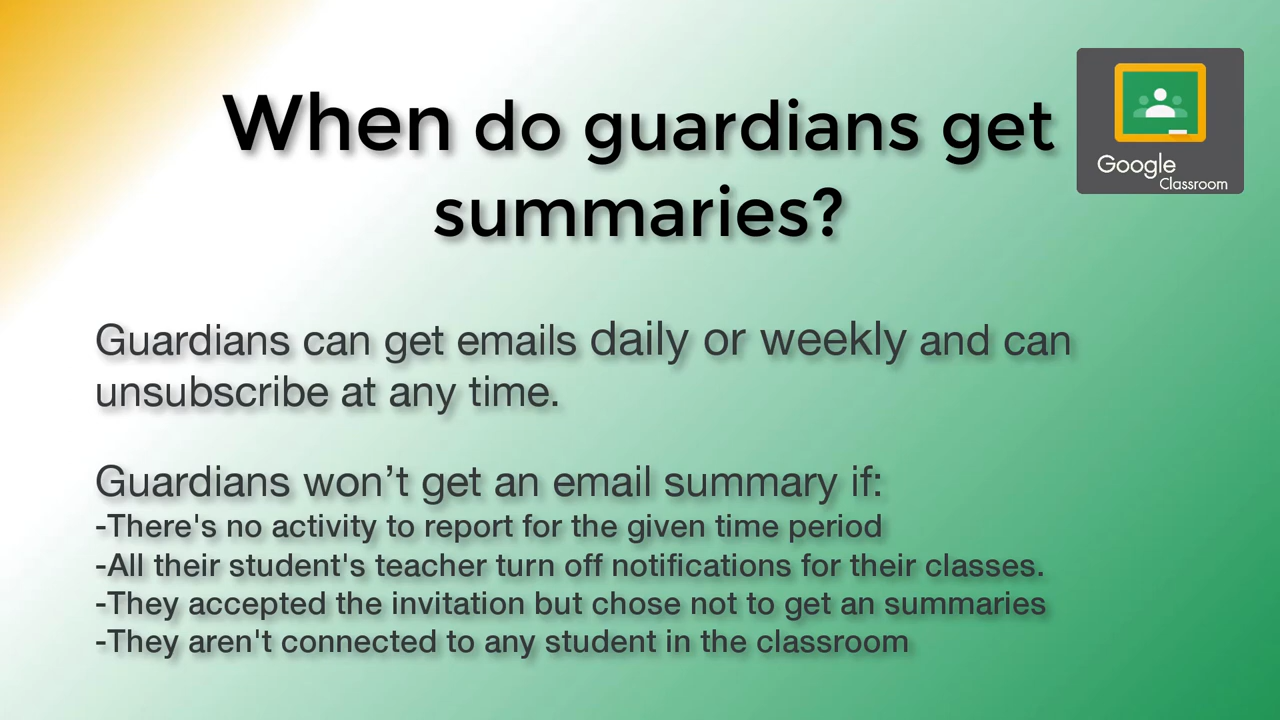 When do guardians get
summaries?
Google
Classroom
Guardians can get emails daily or weekly and can
unsubscribe at any time.
Guardians won’t get an email summary if:
-There's no activity to report for the given time period
-All their student's teacher turn off notifications for their classes.
-They accepted the invitation but chose not to get an summaries
-They aren't connected to any student in the classroom